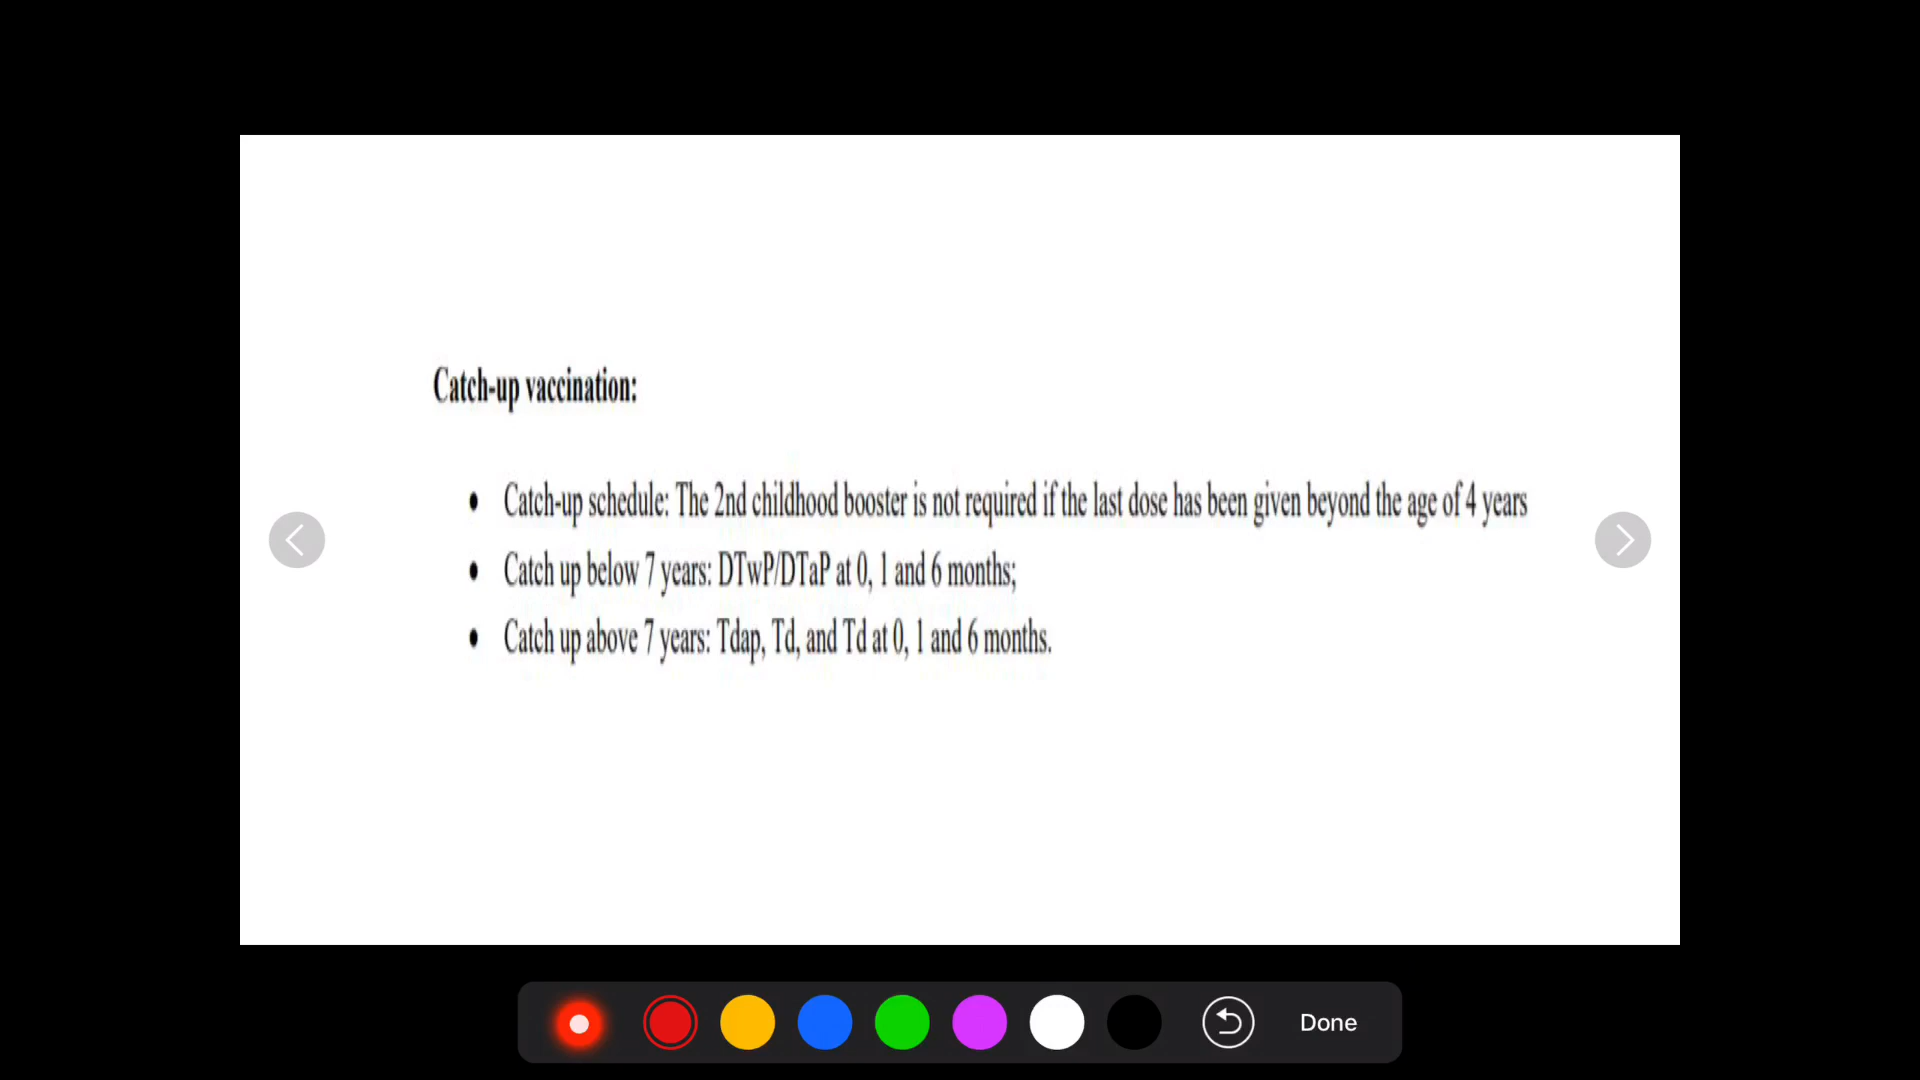 Catch-up vaccination:
• Catch-up schedule: The 2nd childhood booster is not required if the last dose has been given beyond the age of 4 years
• Catch up below 7 years: DTwP/DTaP at 0, 1 and 6 months;
• Catch up above 7 years: Tdap, Td, and Td at 0, 1 and 6 months.
Done